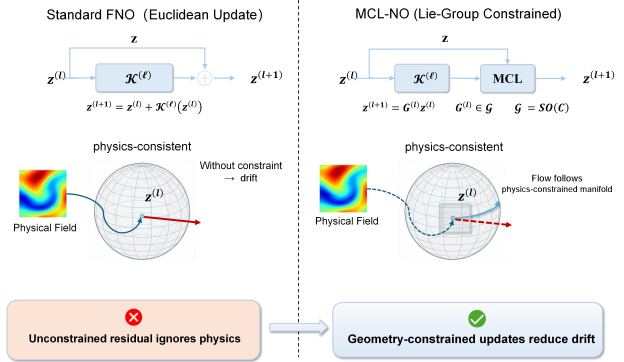 Standard FNO (Euclidean Update)
z
z^(l)
𝒦^(ℓ)
+
z^(l+1)
z^(l+1) = z^(l) + 𝒦^(ℓ)(z^(l))
physics-consistent
Without constraint
→ drift
z^(l)
Physical Field
Unconstrained residual ignores physics
MCL-NO (Lie-Group Constrained)
z
z^(l)
𝒦^(ℓ)
MCL
z^(l+1)
z^(l+1) = G^(l) z^(l) G^(l) ∈ 𝒢 𝒢 = SO(C)
physics-consistent
Flow follows
physics-constrained manifold
z^(l)
Physical Field
Geometry-constrained updates reduce drift